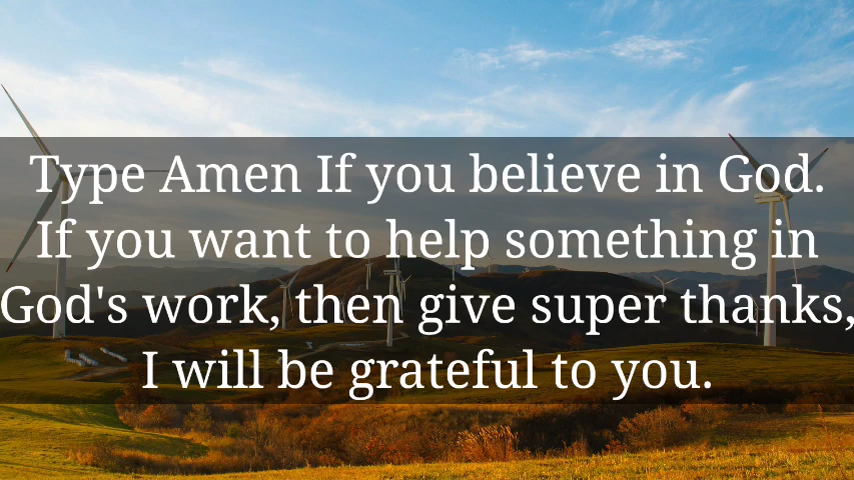 Type Amen If you believe in God.
If you want to help something in
God's work, then give super thanks,
I will be grateful to you.